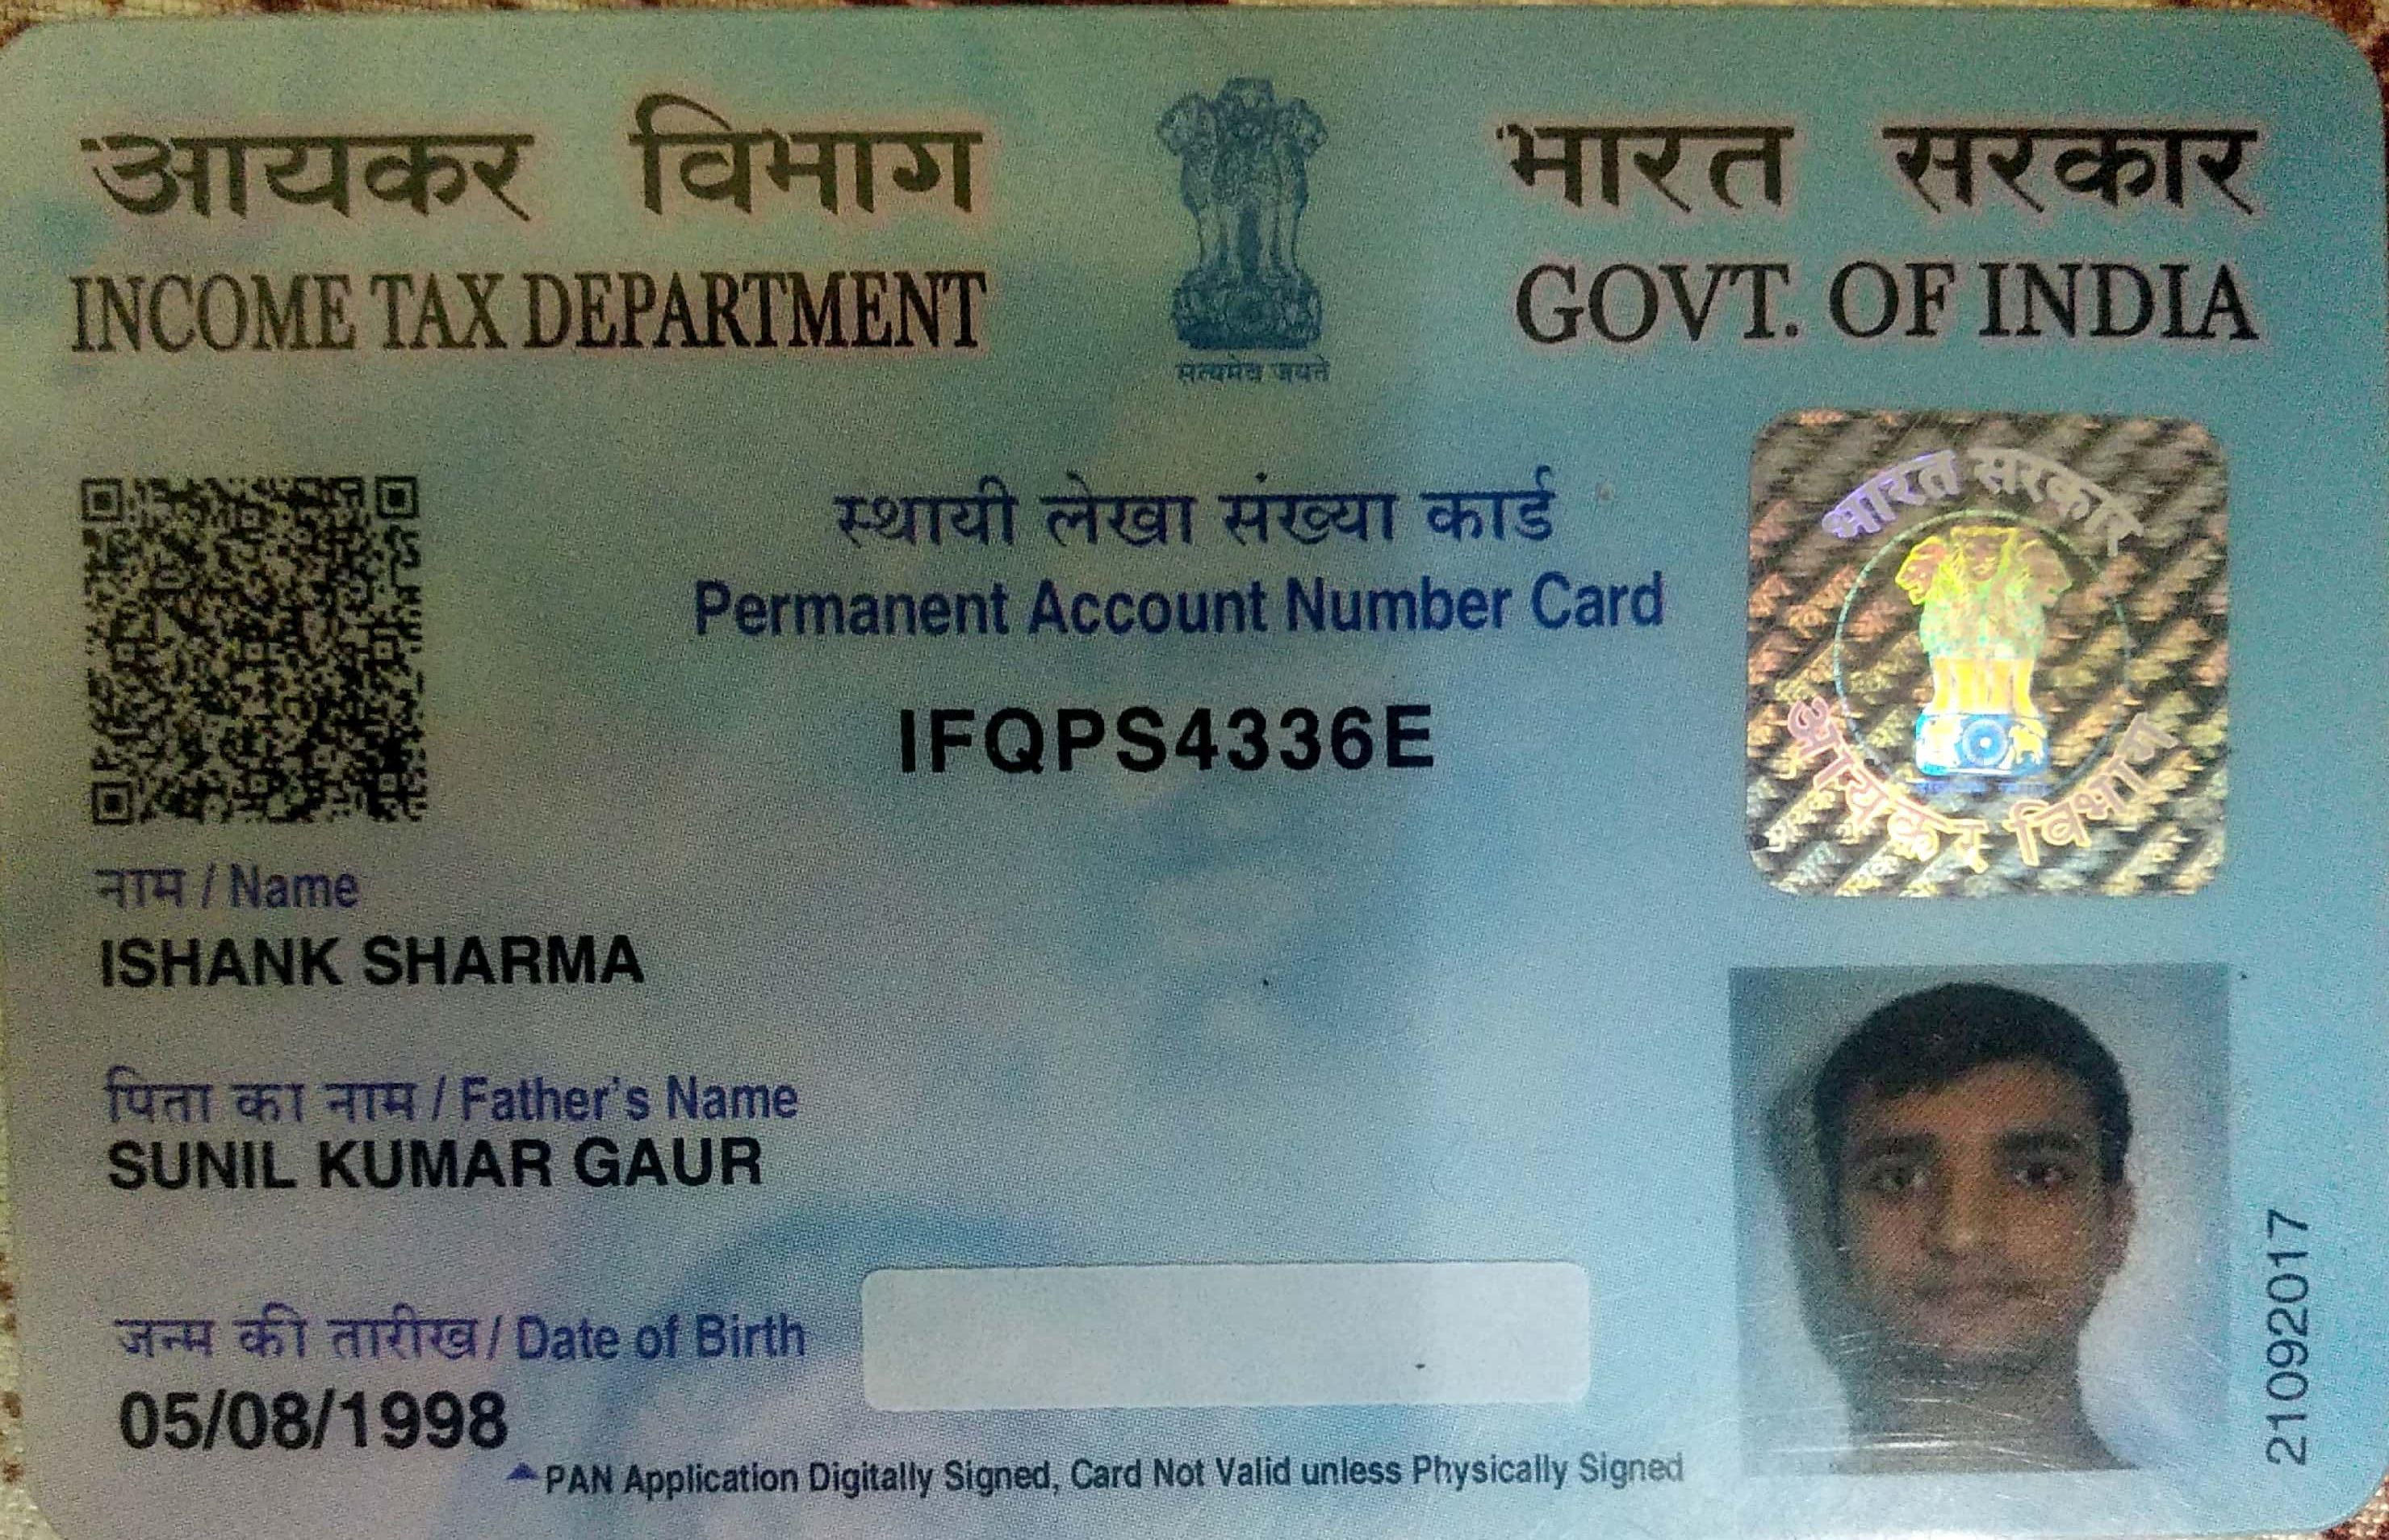 आयकर विभाग
INCOME TAX DEPARTMENT
सत्यमेव जयते
भारत सरकार
GOVT. OF INDIA
स्थायी लेखा संख्या कार्ड
Permanent Account Number Card
IFQPS4336E
भारत सरकार
आयकर विभाग
नाम / Name
ISHANK SHARMA
पिता का नाम / Father's Name
SUNIL KUMAR GAUR
जन्म की तारीख / Date of Birth
05/08/1998
PAN Application Digitally Signed, Card Not Valid unless Physically Signed
21092017